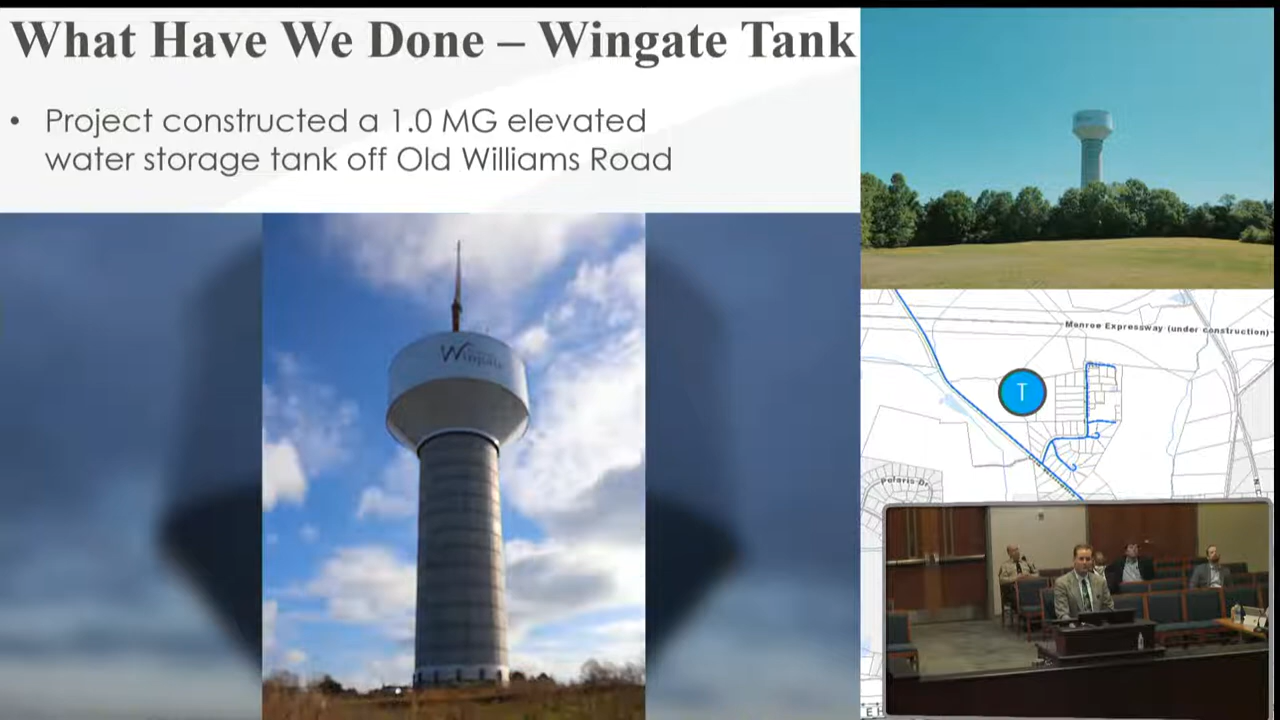 What Have We Done – Wingate Tank
• Project constructed a 1.0 MG elevated
water storage tank off Old Williams Road
Wingate
Monroe Expressway (under construction)
T
Polaris Dr